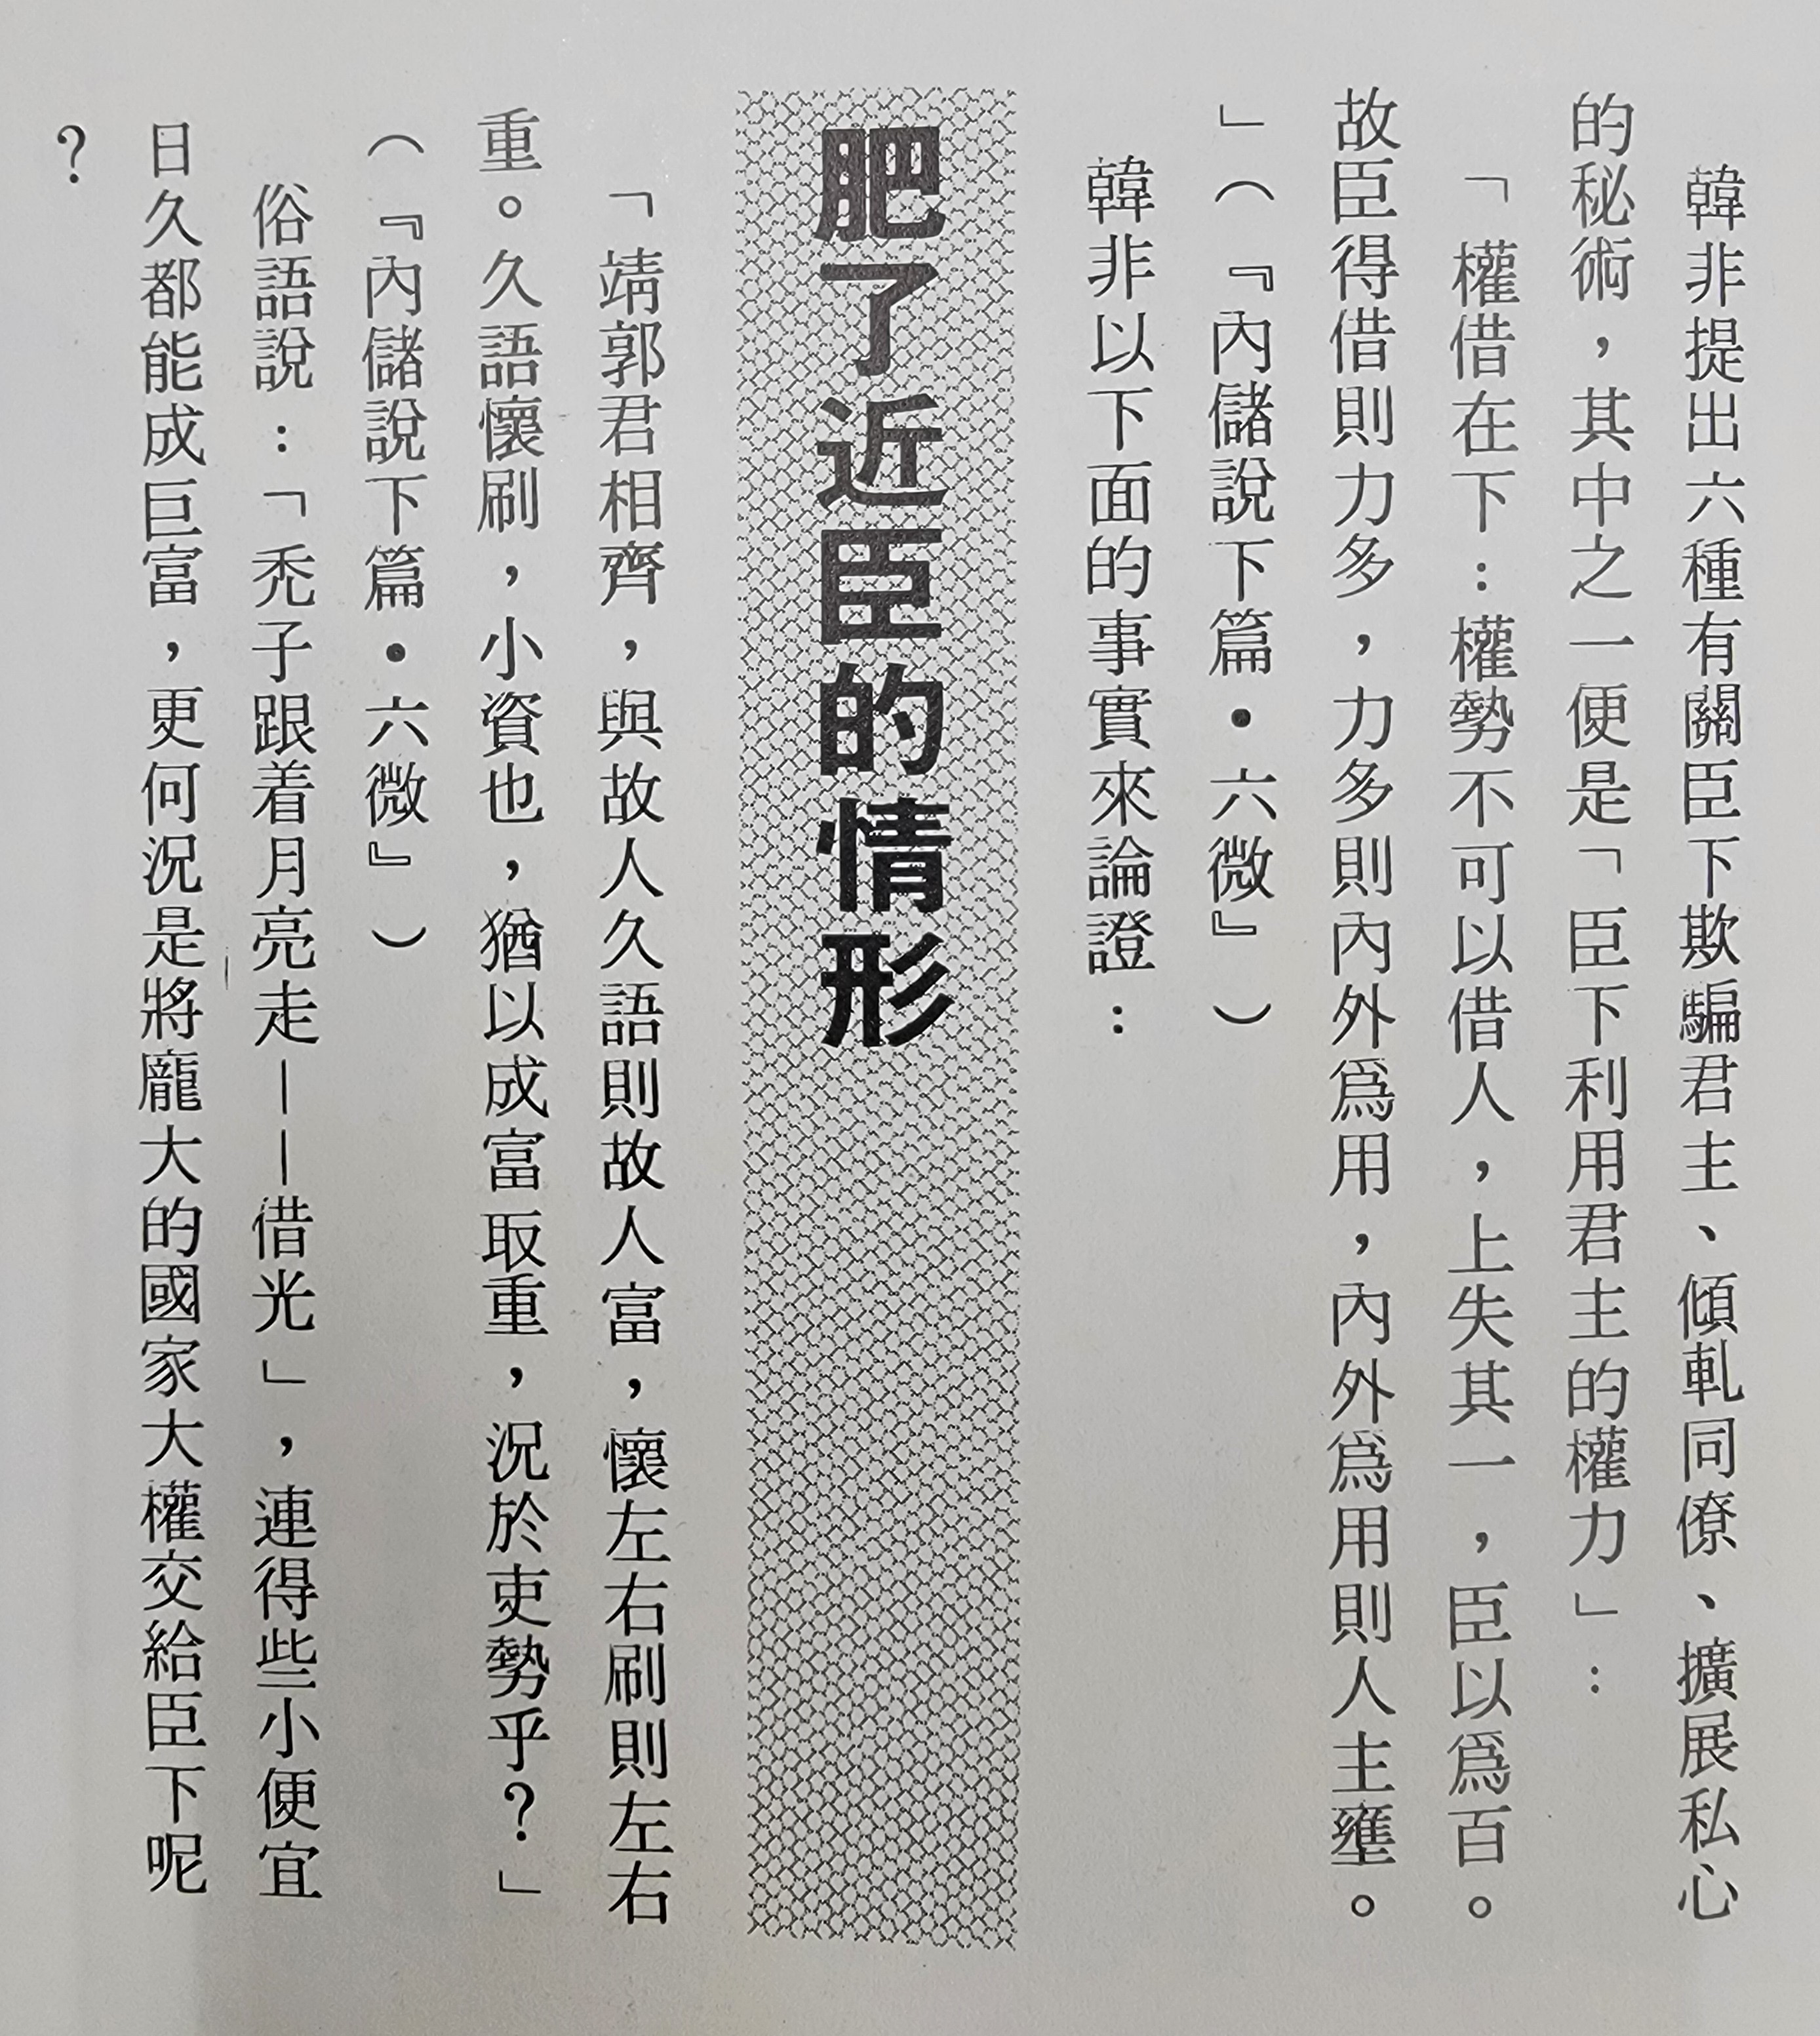 韓非提出六種有關臣下欺騙君主、傾軋同僚、擴展私心
的秘術，其中之一便是「臣下利用君主的權力」：
「權借在下：權勢不可以借人，上失其一，臣以爲百。
故臣得借則力多，力多則內外爲用，內外爲用則人主壅。
」（『內儲說下篇・六微』）
韓非以下面的事實來論證：
肥了近臣的情形
「靖郭君相齊，與故人久語則故人富，懷左右刷則左右
重。久語懷刷，小資也，猶以成富取重，況於吏勢乎？」
（『內儲說下篇・六微』）
俗語說：「禿子跟着月亮走——借光」，連得些小便宜
日久都能成巨富，更何況是將龐大的國家大權交給臣下呢
？